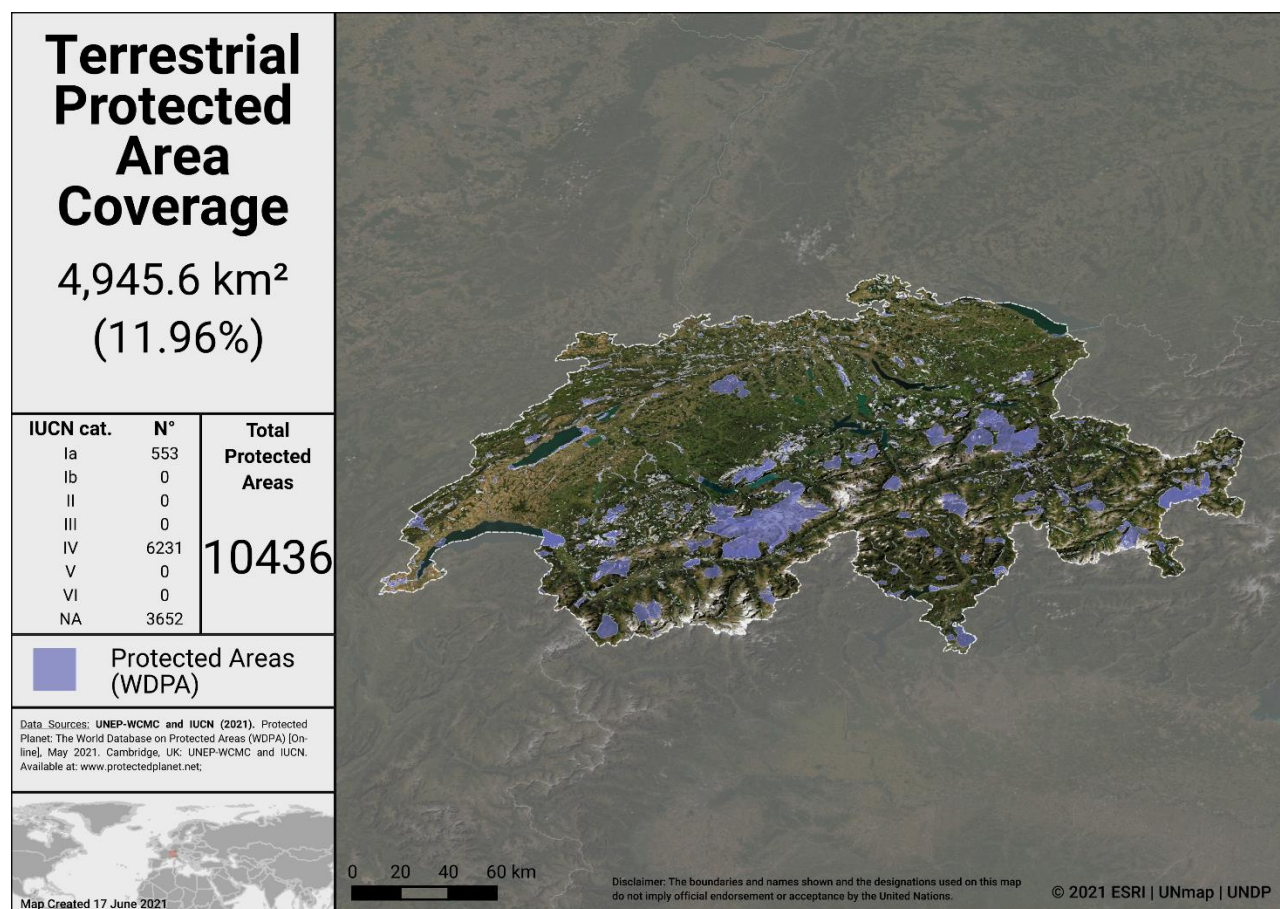 Terrestrial
Protected
Area
Coverage
4,945.6 km²
(11.96%)
IUCN cat. N°
Ia 553
Ib 0
II 0
III 0
IV 6231
V 0
VI 0
NA 3652
Total
Protected
Areas
10436
Protected Areas
(WDPA)
Data Sources: UNEP-WCMC and IUCN (2021). Protected
Planet: The World Database on Protected Areas (WDPA) [On-
line], May 2021. Cambridge, UK: UNEP-WCMC and IUCN.
Available at: www.protectedplanet.net;
Map Created 17 June 2021
0 20 40 60 km
Disclaimer: The boundaries and names shown and the designations used on this map
do not imply official endorsement or acceptance by the United Nations.
© 2021 ESRI | UNmap | UNDP